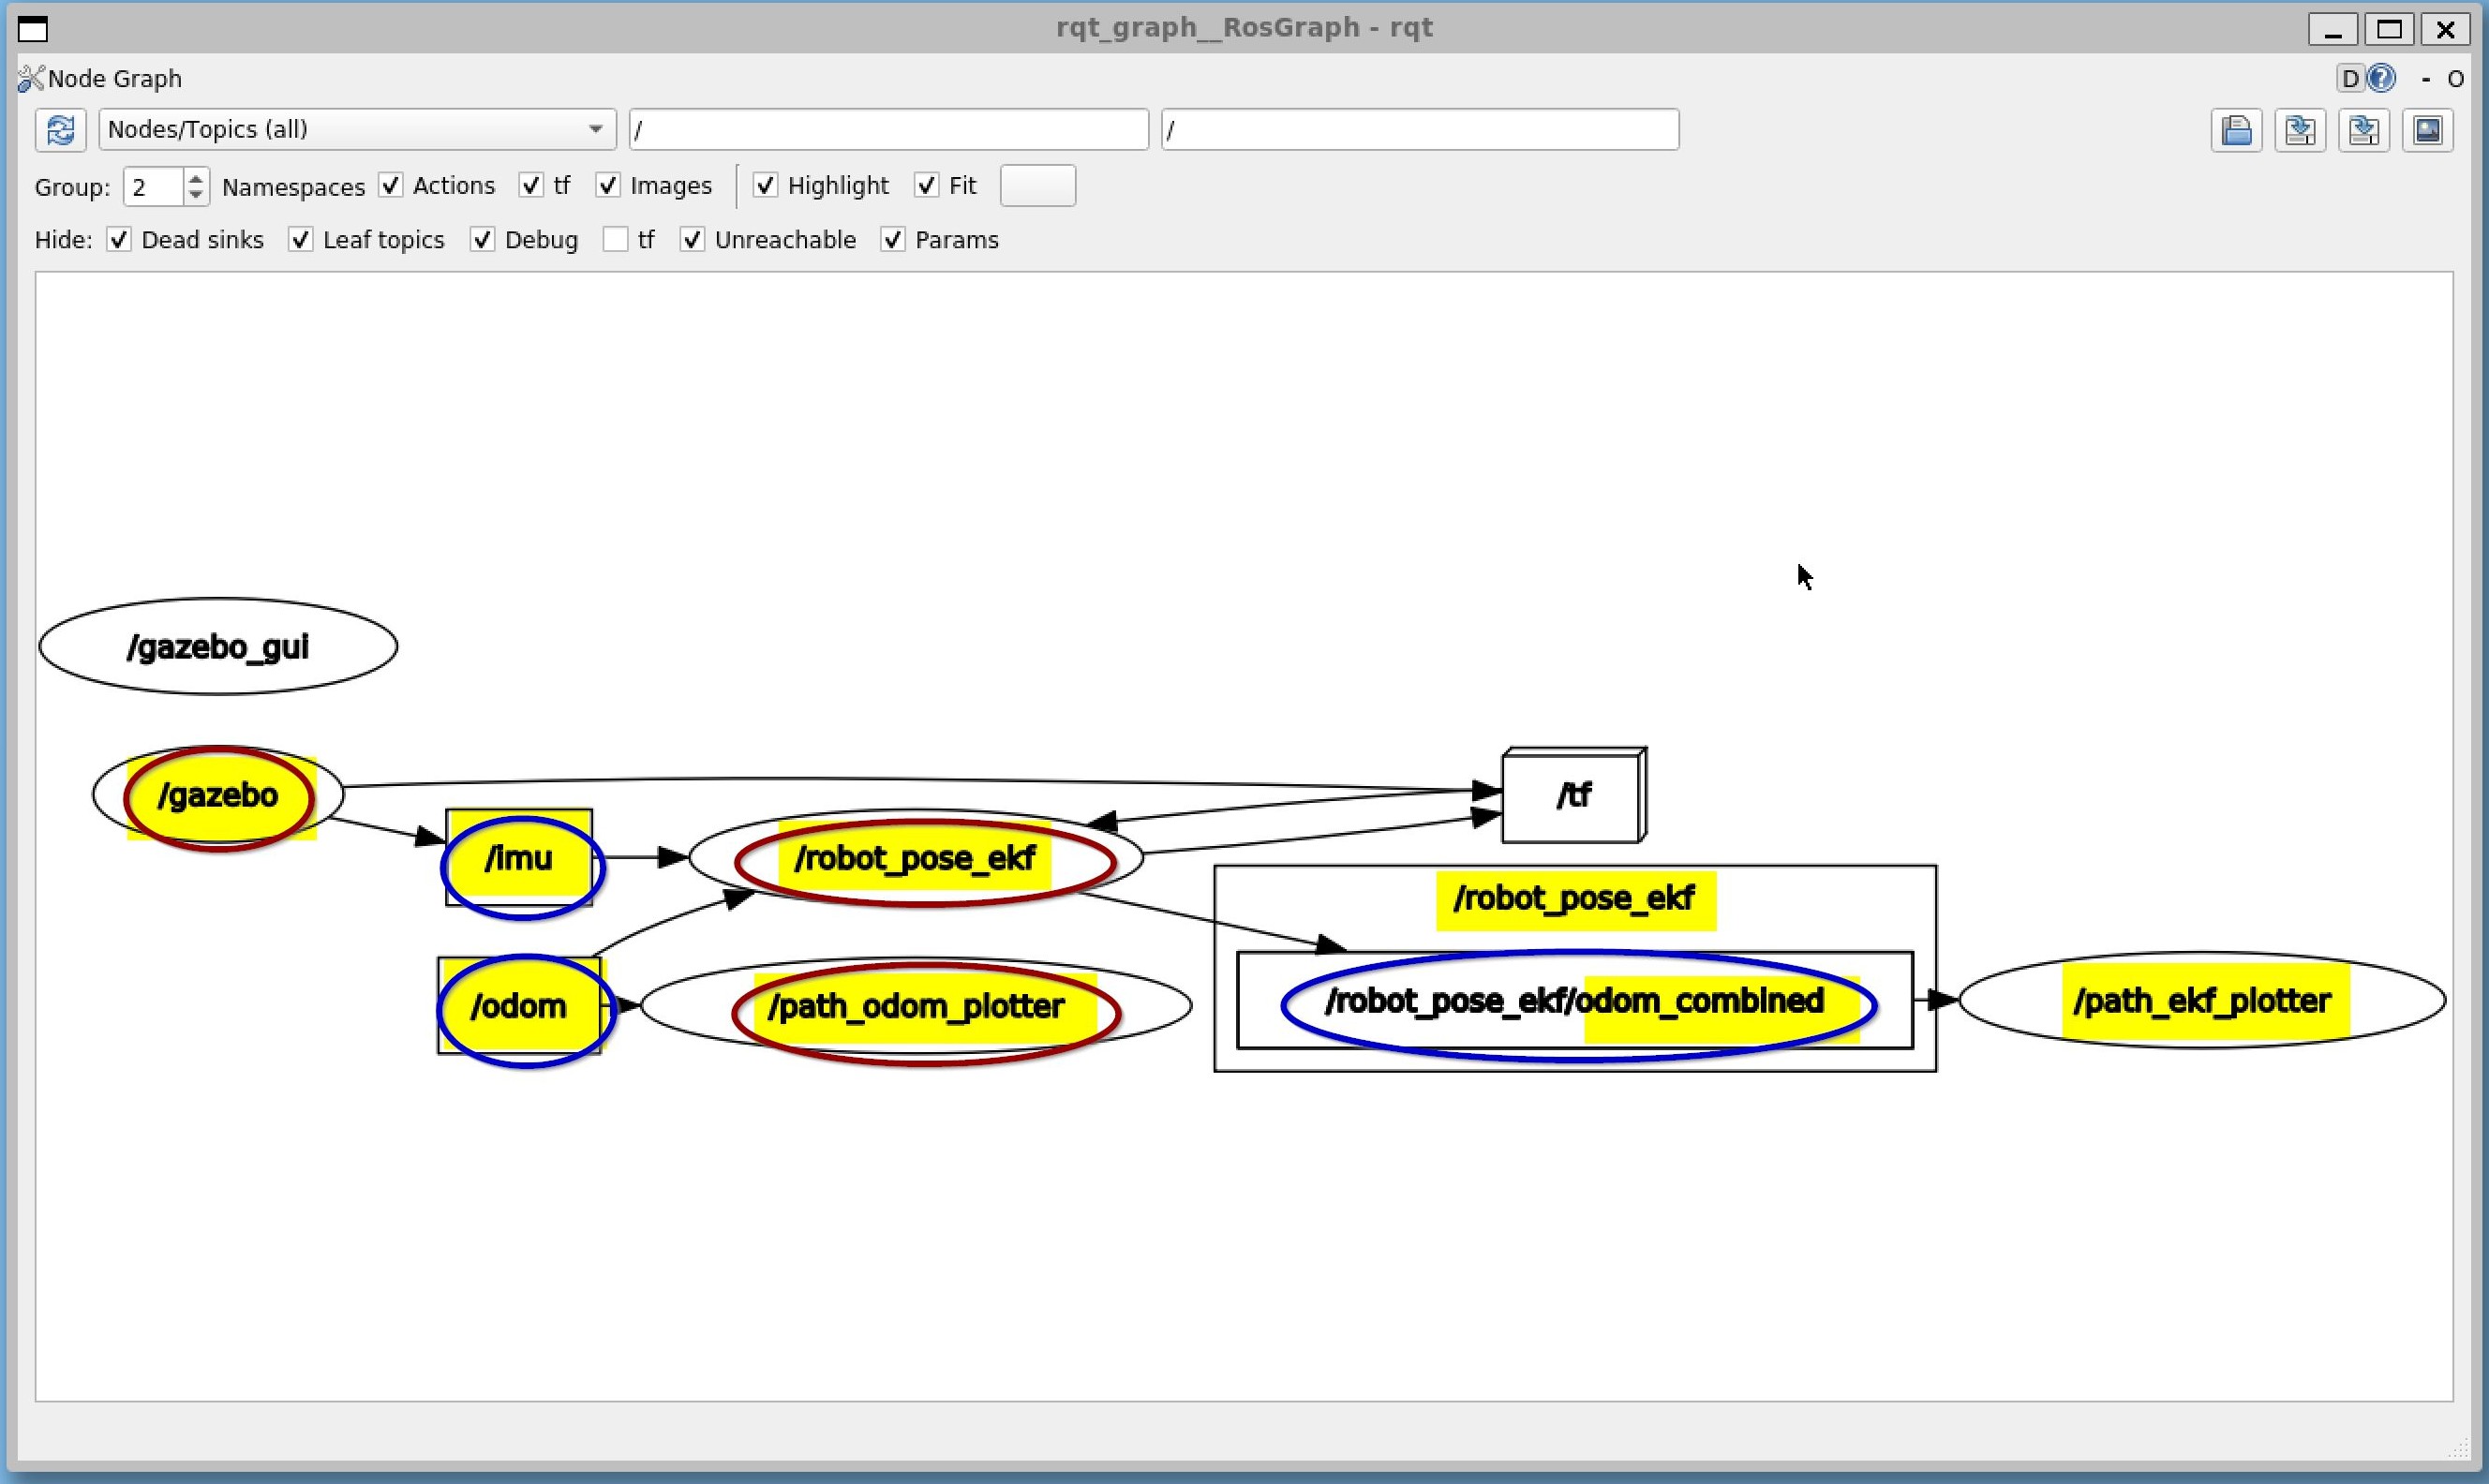 rqt_graph__RosGraph - rqt
Node Graph
D ? - O
Nodes/Topics (all) / /
Group: 2 Namespaces Actions tf Images Highlight Fit
Hide: Dead sinks Leaf topics Debug tf Unreachable Params
/gazebo_gui
/gazebo
/tf
/imu
/robot_pose_ekf
/robot_pose_ekf
/odom
/path_odom_plotter
/robot_pose_ekf/odom_combined
/path_ekf_plotter